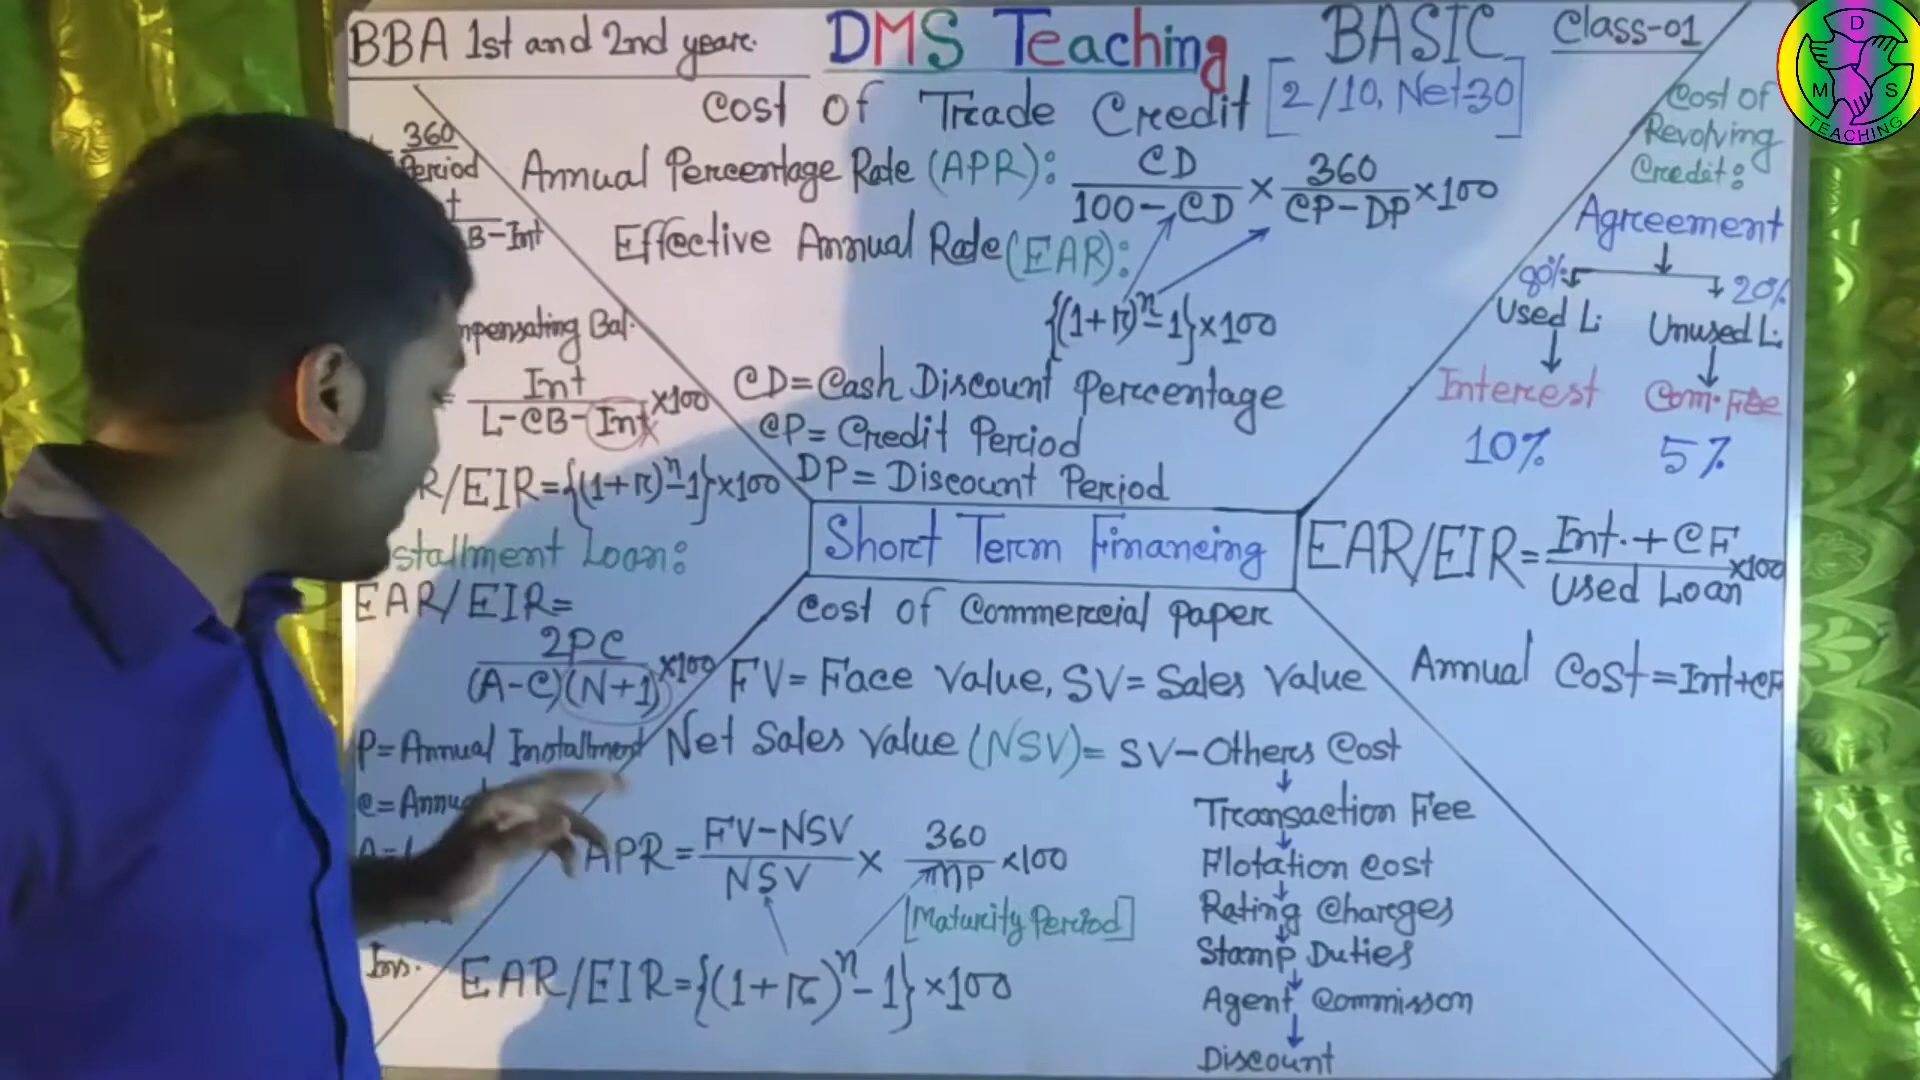 BBA 1st and 2nd year.
DMS Teaching
BASIC
Class-01
Cost of Trade Credit [2/10, Net-30]
Annual Percentage Rate (APR): CD / 100-CD × 360 / CP-DP ×100
Effective Annual Rate (EAR):
{(1+r)^n-1}×100
CD = Cash Discount Percentage
CP = Credit Period
DP = Discount Period
360
Period
B-Int
Bal.
= Int / L-CB-Int ×100
R/EIR={(1+r)^n-1}×100
Loan:
EAR/EIR=
2PC / (A-C)(N+1) ×100
P=Annual Installment
Ins.
Short Term Financing
Cost of Revolving Credit:
Agreement
80% 20%
Used L. Unused L.
Interest Com. Fee
10% 5%
EAR/EIR= Int.+CF / Used Loan ×100
Annual Cost=Int+CF
Cost of Commercial Paper
FV= Face Value, SV= Sales Value
Net Sales Value (NSV)= SV-Others Cost
Transaction Fee
Flotation Cost
Rating Charges
Stamp Duties
Agent Commisson
Discount
APR= FV-NSV / NSV × 360 / MP ×100
[Maturity Period]
EAR/EIR={(1+r)^n-1}×100
D
M S
TEACHING